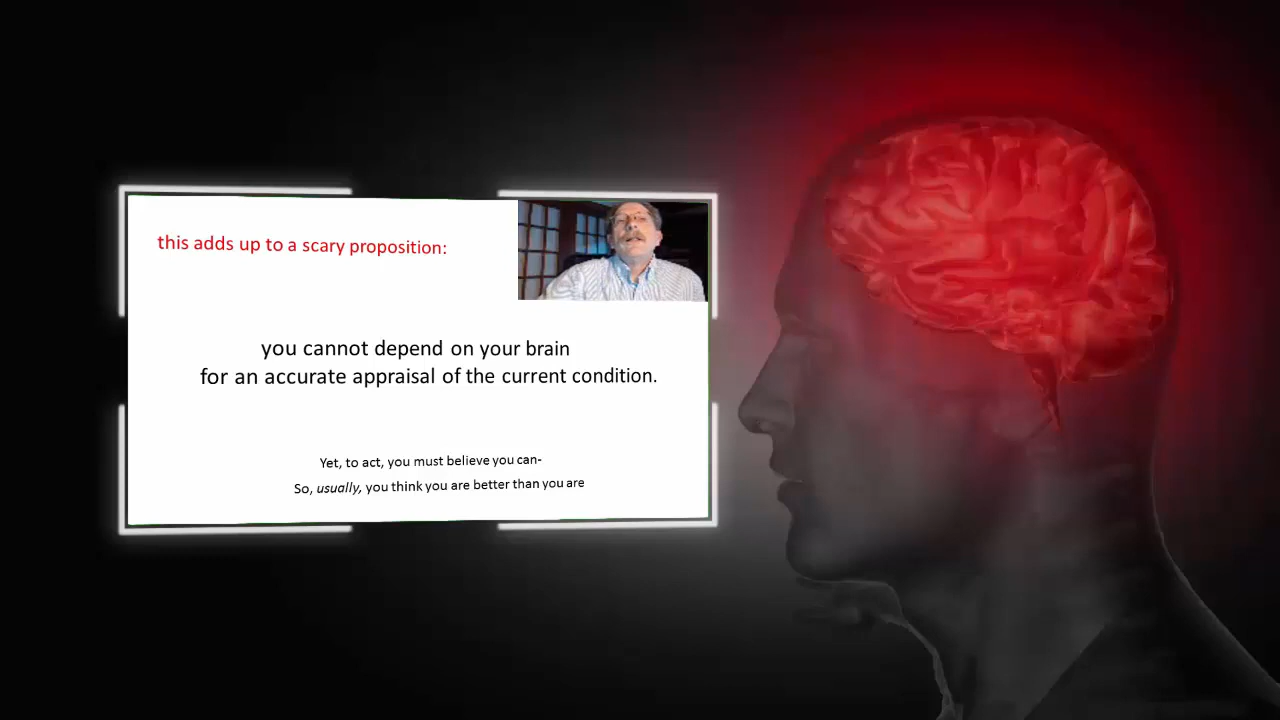 this adds up to a scary proposition:
you cannot depend on your brain
for an accurate appraisal of the current condition.
Yet, to act, you must believe you can-
So, usually, you think you are better than you are